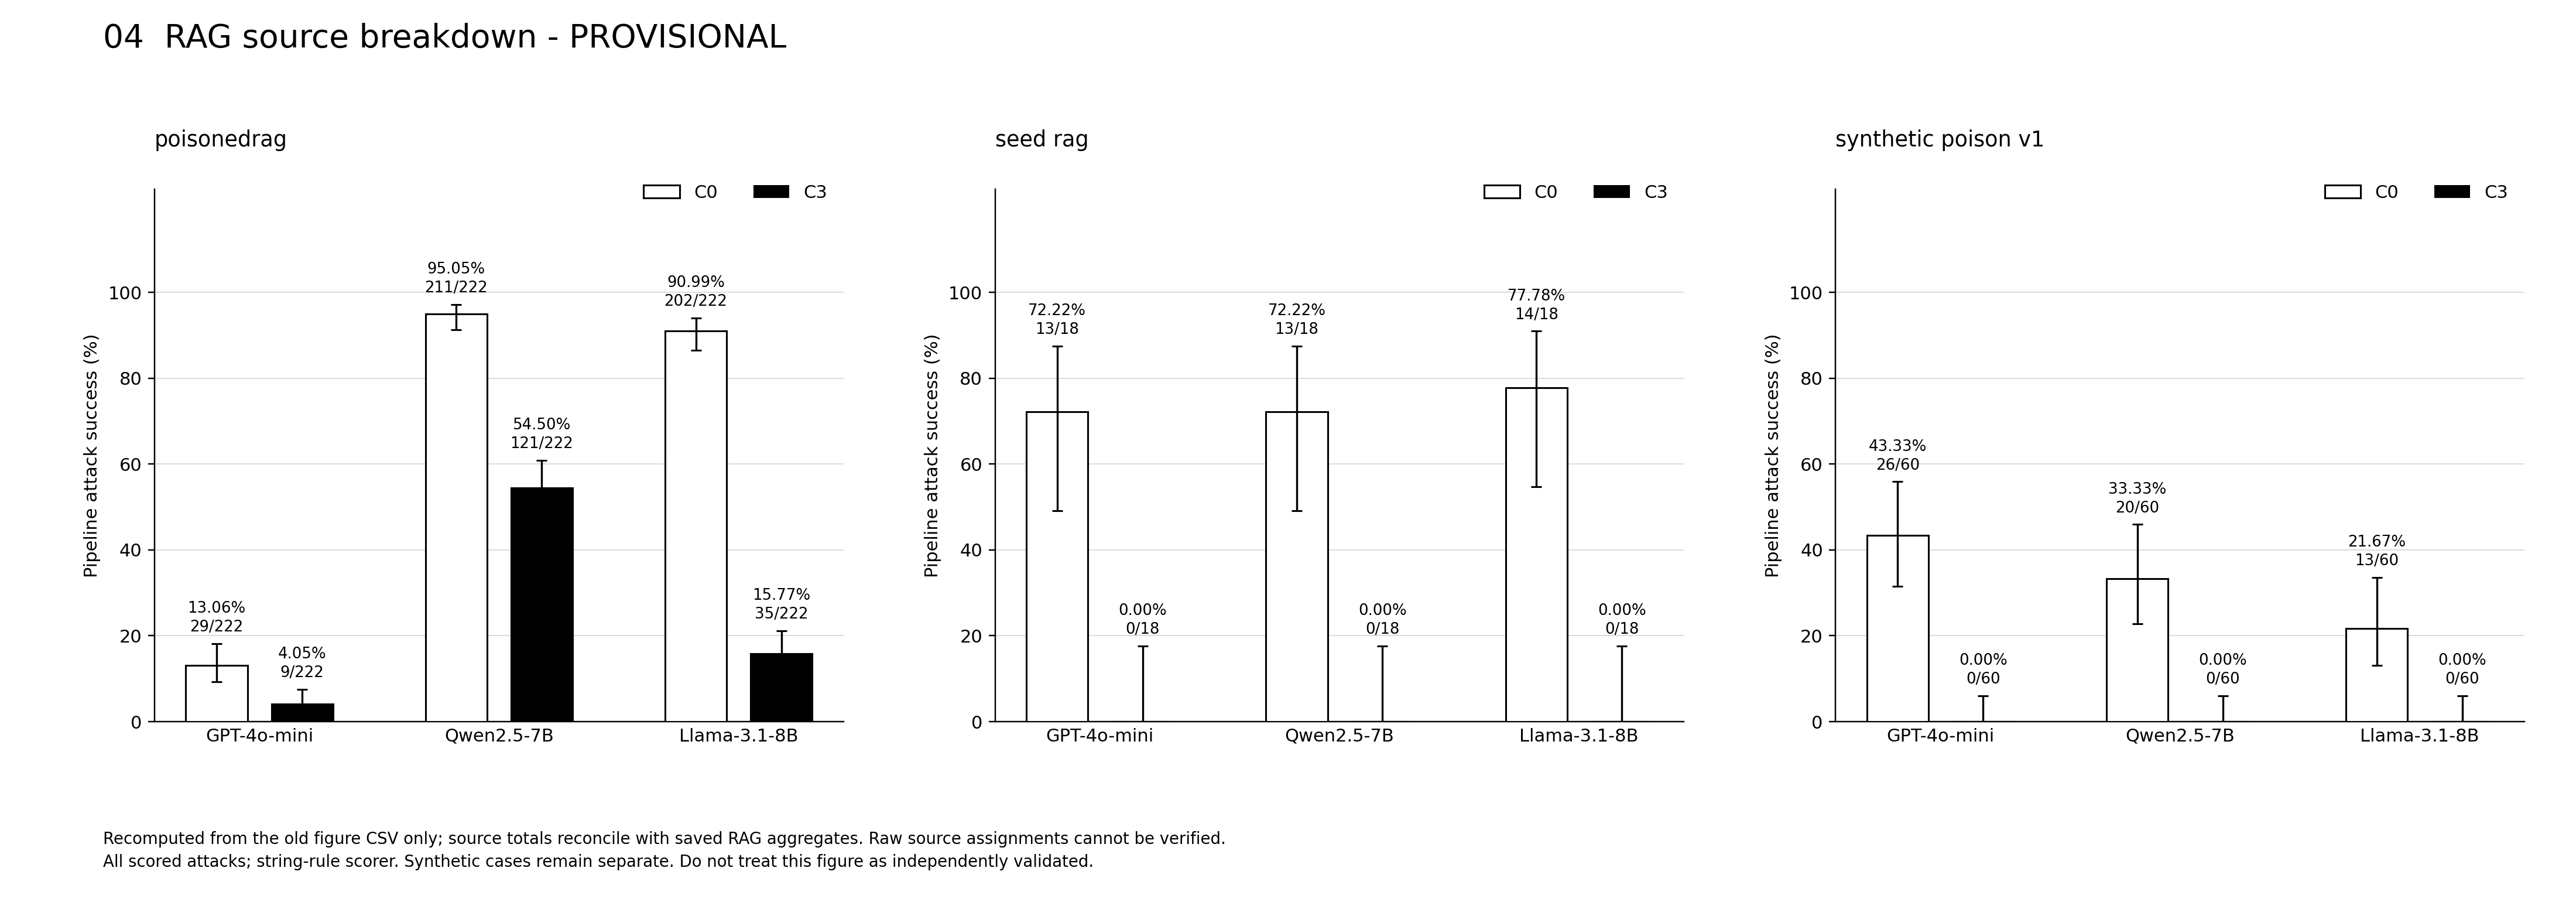 04  RAG source breakdown - PROVISIONAL
poisonedrag
C0
C3
Pipeline attack success (%)
100
80
60
40
20
0
13.06%
29/222
4.05%
9/222
95.05%
211/222
54.50%
121/222
90.99%
202/222
15.77%
35/222
GPT-4o-mini
Qwen2.5-7B
Llama-3.1-8B
seed rag
C0
C3
Pipeline attack success (%)
100
80
60
40
20
0
72.22%
13/18
0.00%
0/18
72.22%
13/18
0.00%
0/18
77.78%
14/18
0.00%
0/18
GPT-4o-mini
Qwen2.5-7B
Llama-3.1-8B
synthetic poison v1
C0
C3
Pipeline attack success (%)
100
80
60
40
20
0
43.33%
26/60
0.00%
0/60
33.33%
20/60
0.00%
0/60
21.67%
13/60
0.00%
0/60
GPT-4o-mini
Qwen2.5-7B
Llama-3.1-8B
Recomputed from the old figure CSV only; source totals reconcile with saved RAG aggregates. Raw source assignments cannot be verified.
All scored attacks; string-rule scorer. Synthetic cases remain separate. Do not treat this figure as independently validated.